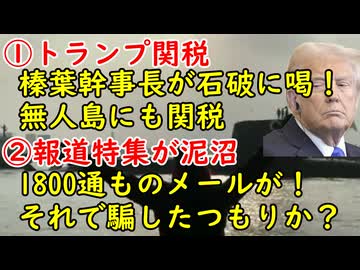 ①トランプ関税
榛葉幹事長が石破に喝！
無人島にも関税
②報道特集が泥沼
1800通ものメールが！
それで騙したつもりか？